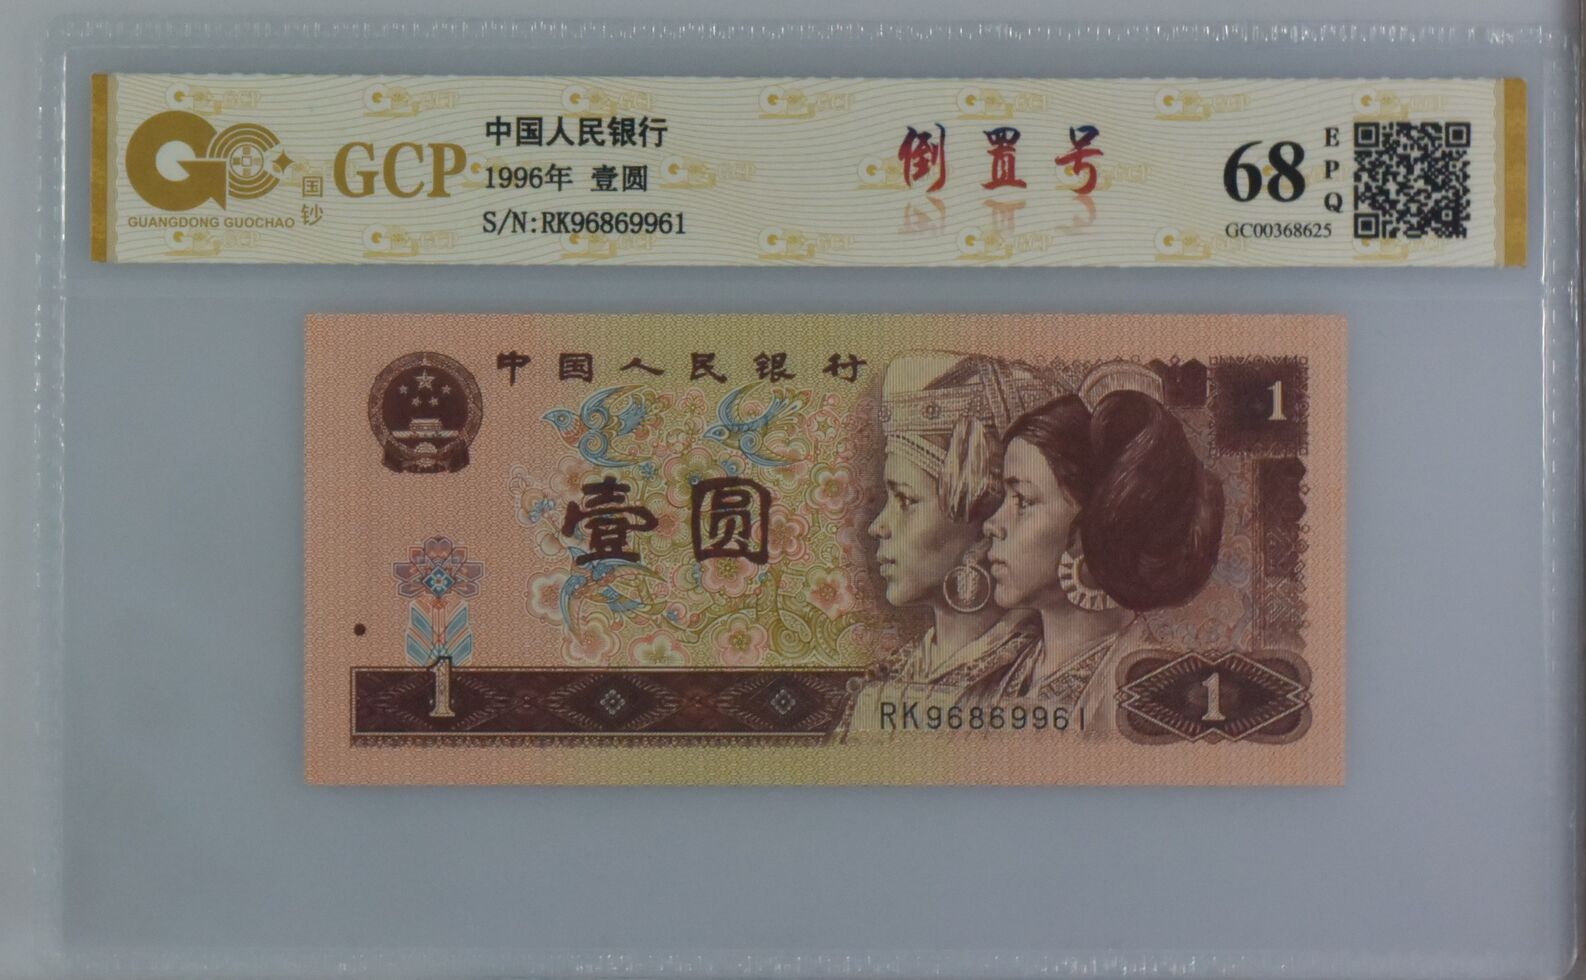 GUANGDONG GUOCHAO
国钞
GCP
中国人民银行
1996年 壹圆
S/N:RK96869961
倒置号
68
EPQ
GC00368625
中国人民银行
1
壹圆
1
RK96869961
1